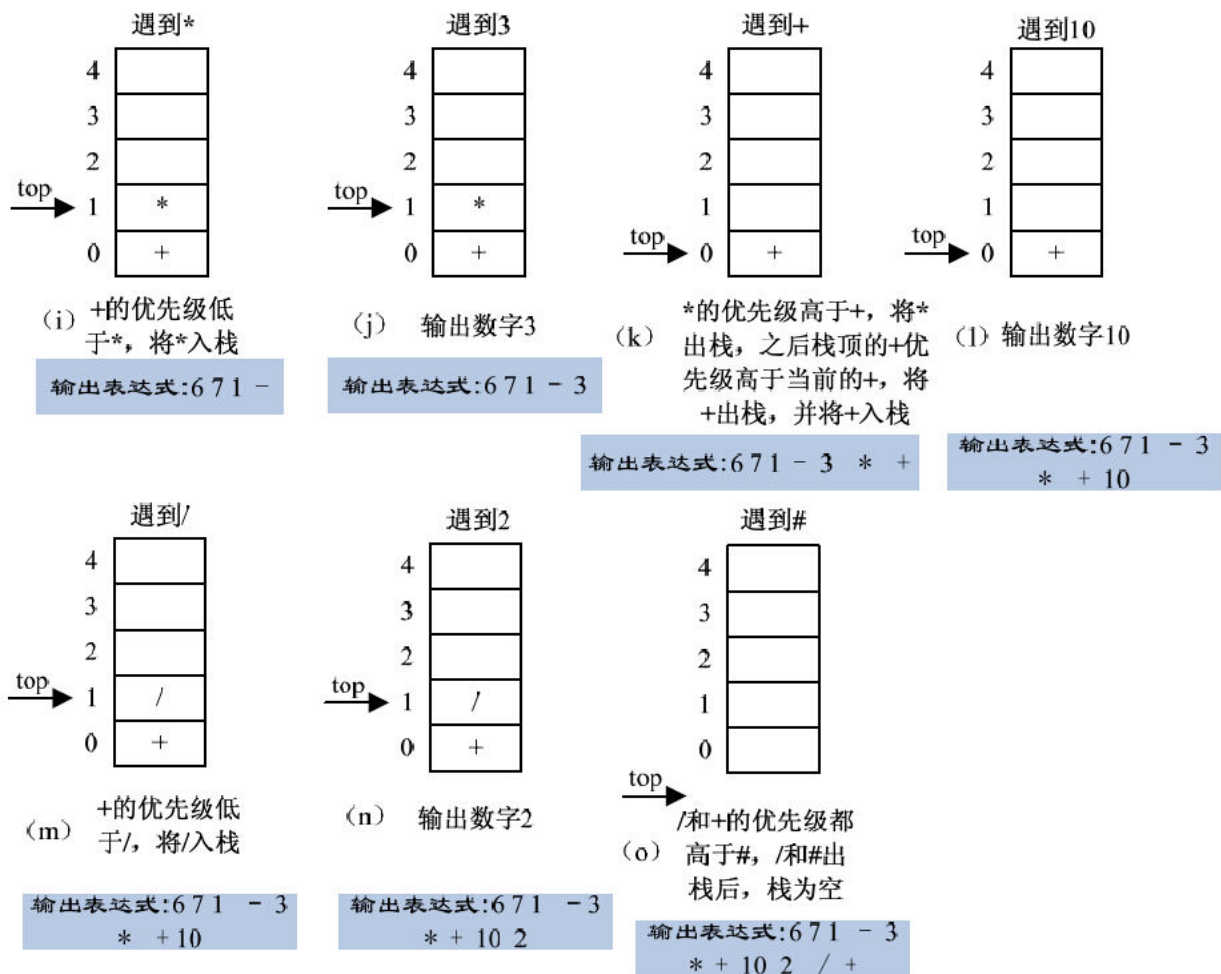 遇到*
4
3
2
top
1 *
0 +
(i) +的优先级低
于*，将*入栈
输出表达式:6 7 1 -
遇到3
4
3
2
top
1 *
0 +
(j) 输出数字3
输出表达式:6 7 1 - 3
遇到+
4
3
2
1
top
0 +
(k) *的优先级高于+，将*
出栈，之后栈顶的+优
先级高于当前的+，将
+出栈，并将+入栈
输出表达式:6 7 1 - 3 * +
遇到10
4
3
2
1
top
0 +
(l) 输出数字10
输出表达式:6 7 1 - 3
* + 10
遇到/
4
3
2
top
1 /
0 +
(m) +的优先级低
于/，将/入栈
输出表达式:6 7 1 - 3
* +10
遇到2
4
3
2
top
1 /
0 +
(n) 输出数字2
输出表达式:6 7 1 - 3
* + 10 2
遇到#
4
3
2
1
0
top
(o) /和+的优先级都
高于#，/和#出
栈后，栈为空
输出表达式:6 7 1 - 3
* + 10 2 / +